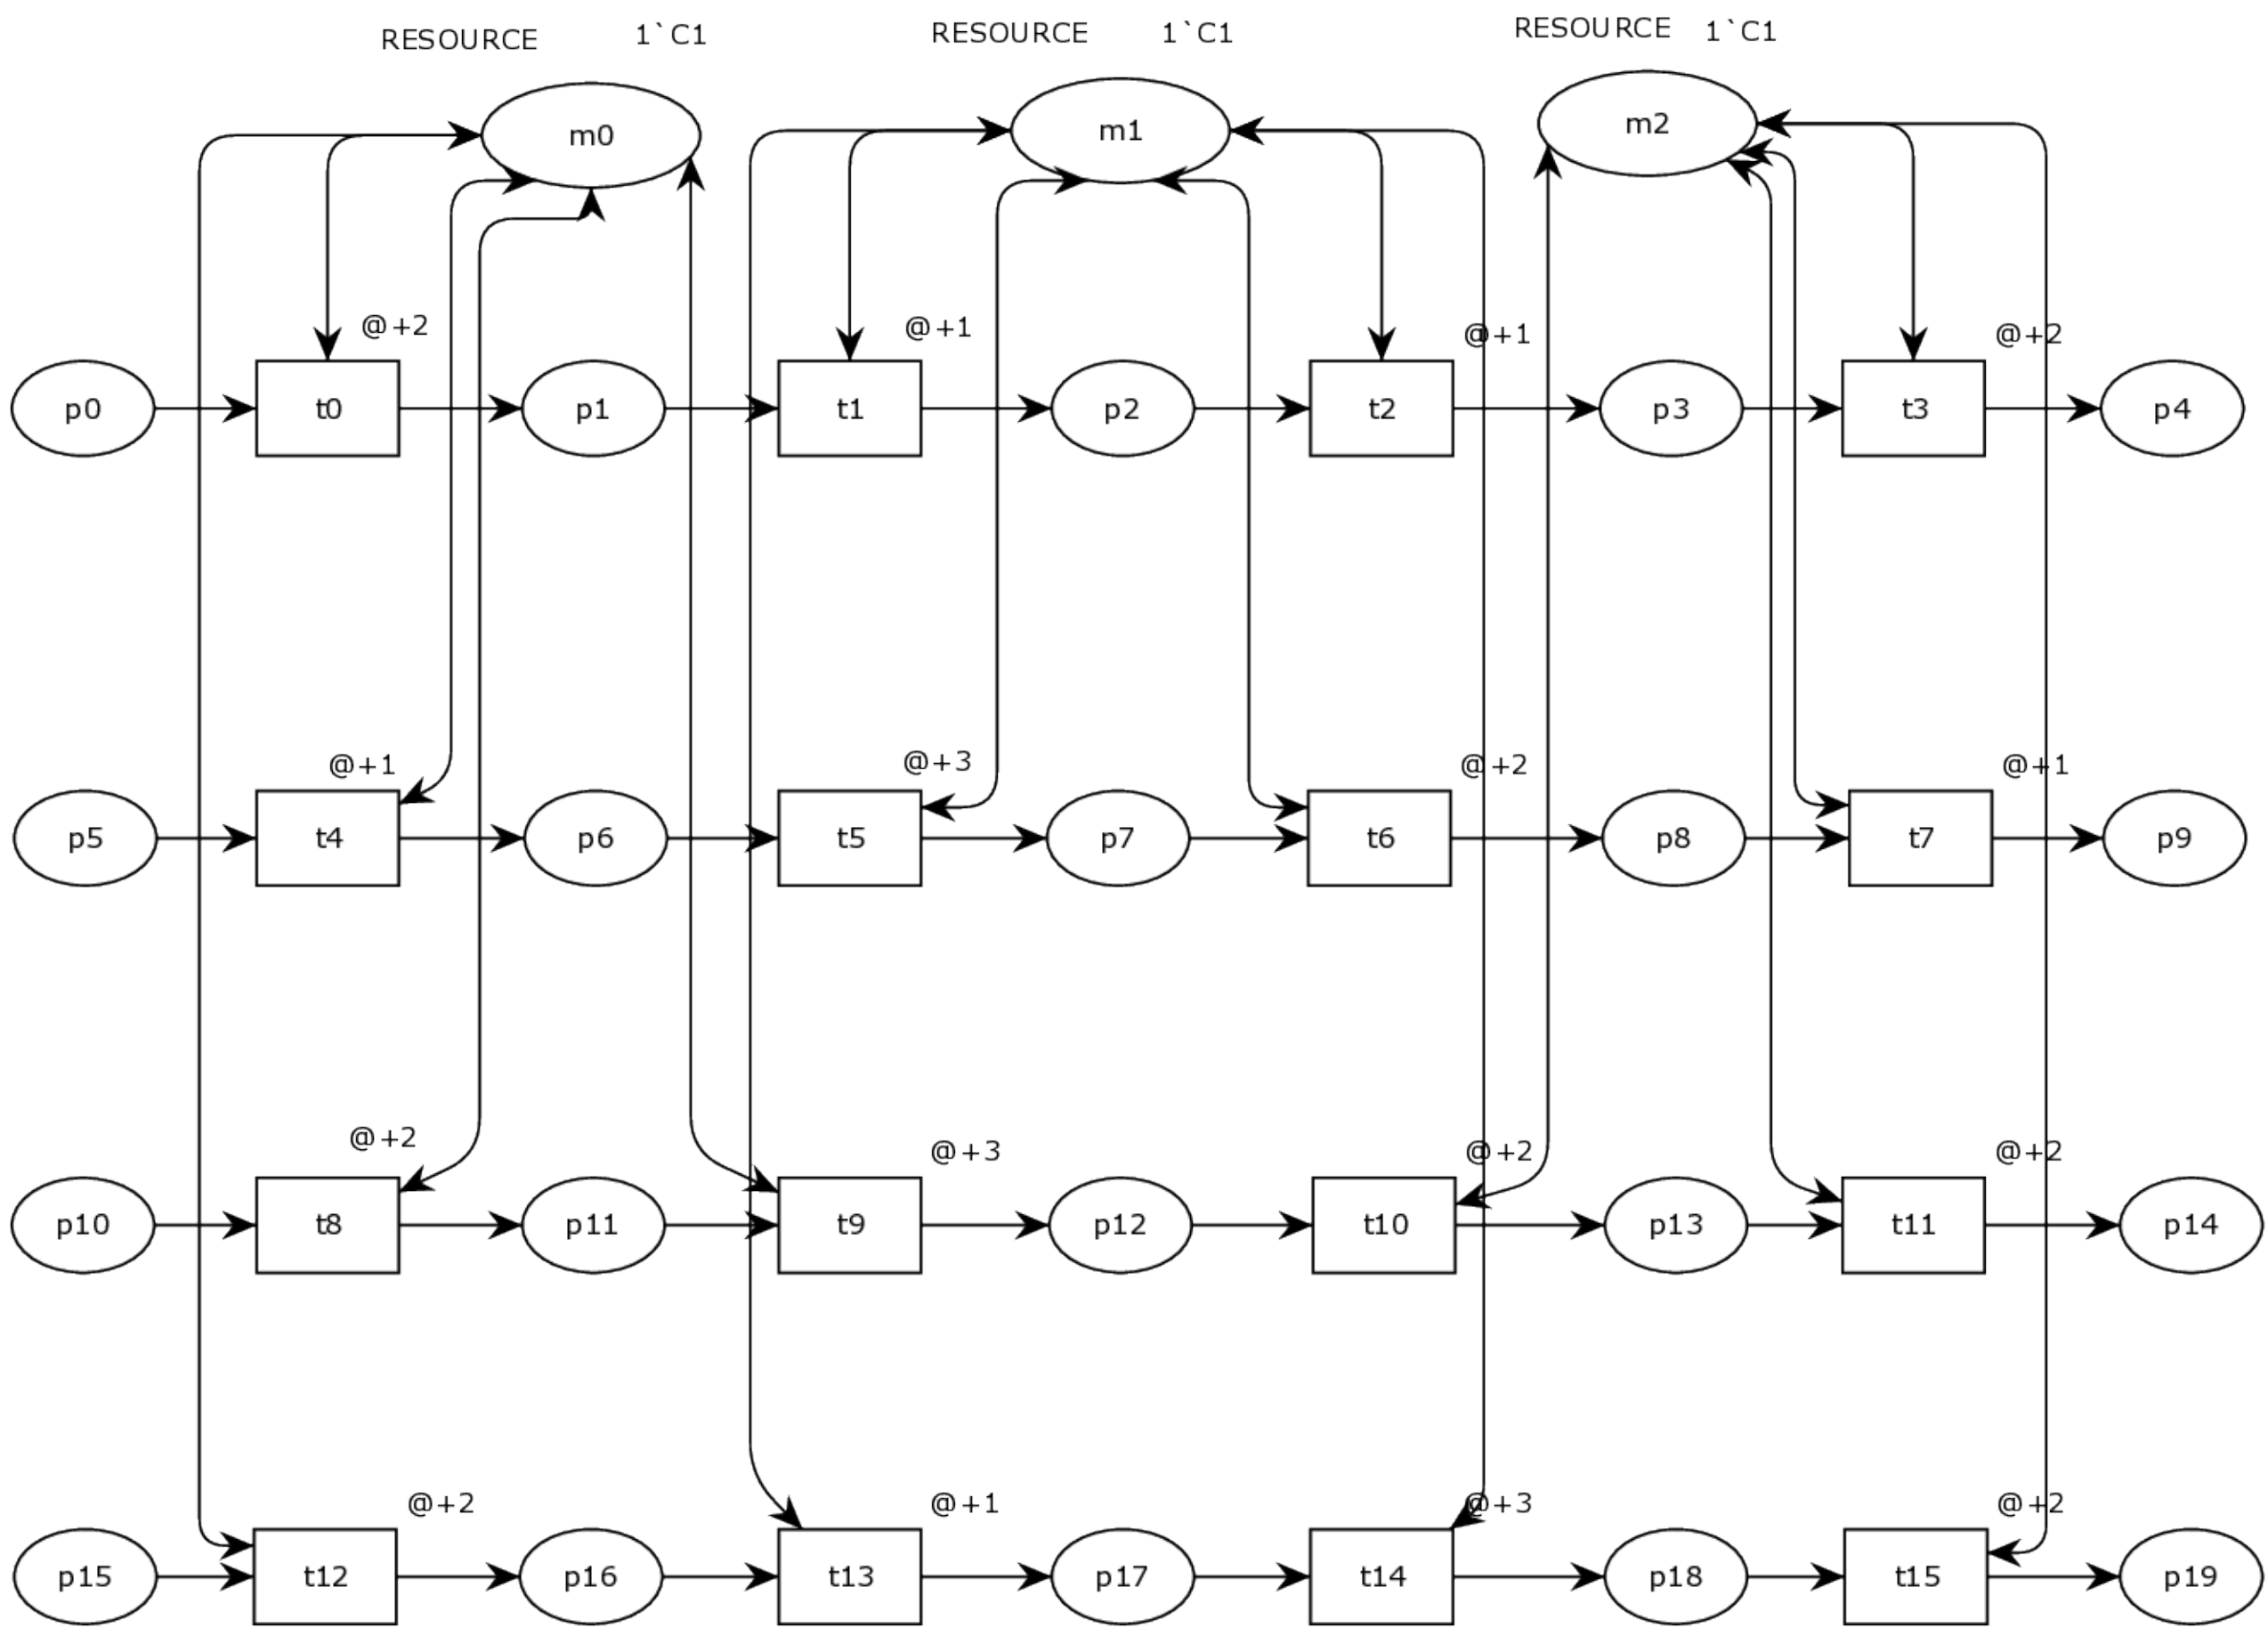 RESOURCE 1`C1 RESOURCE 1`C1 RESOURCE 1`C1
m0 m1 m2
@+2 @+1 @+1 @+2
p0 t0 p1 t1 p2 t2 p3 t3 p4
@+1 @+3 @+2 @+1
p5 t4 p6 t5 p7 t6 p8 t7 p9
@+2 @+3 @+2 @+2
p10 t8 p11 t9 p12 t10 p13 t11 p14
@+2 @+1 @+3 @+2
p15 t12 p16 t13 p17 t14 p18 t15 p19